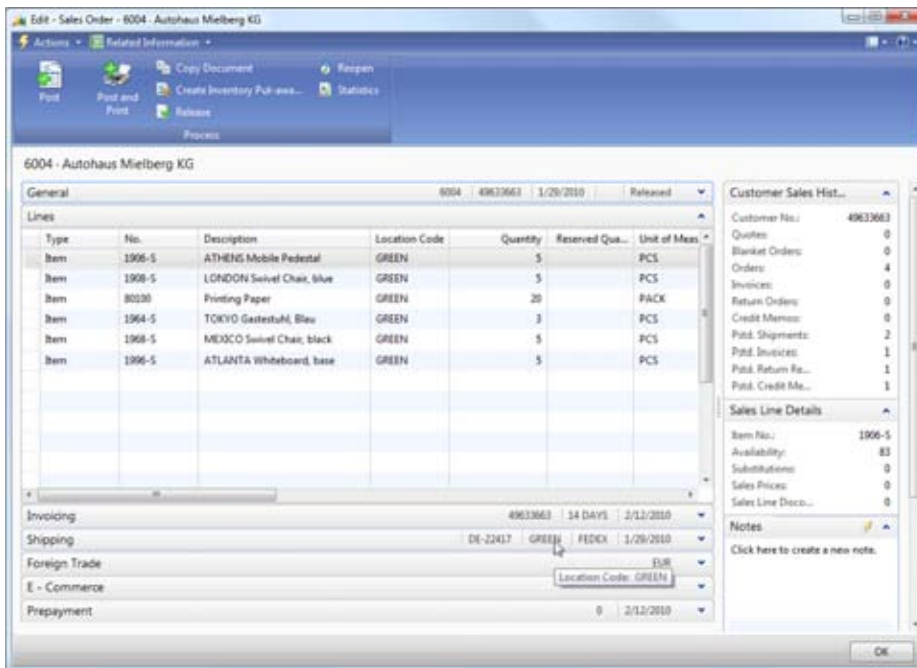 Edit - Sales Order - 6004 · Autohaus Mielberg KG
Actions
Related Information
Post
Post and Print
Copy Document
Create Inventory Put-awa...
Release
Reopen
Statistics
Process
6004 · Autohaus Mielberg KG
General 6004 49633663 1/29/2010 Released
Lines
Type No. Description Location Code Quantity Reserved Qua... Unit of Meas
Item 1906-S ATHENS Mobile Pedestal GREEN 5 PCS
Item 1908-S LONDON Swivel Chair, blue GREEN 5 PCS
Item 80100 Printing Paper GREEN 20 PACK
Item 1964-S TOKYO Gastestuhl, Blau GREEN 3 PCS
Item 1968-S MEXICO Swivel Chair, black GREEN 5 PCS
Item 1996-S ATLANTA Whiteboard, base GREEN 5 PCS
Invoicing 49633663 14 DAYS 2/12/2010
Shipping DE-22417 GREEN FEDEX 1/29/2010
Foreign Trade EUR
Location Code: GREEN
E - Commerce
Prepayment 0 2/12/2010
Customer Sales Hist...
Customer No.: 49633663
Quotes: 0
Blanket Orders: 0
Orders: 4
Invoices: 0
Return Orders: 0
Credit Memos: 0
Pstd. Shipments: 2
Pstd. Invoices: 1
Pstd. Return Re... 1
Pstd. Credit Me... 1
Sales Line Details
Item No.: 1906-S
Availability: 83
Substitutions: 0
Sales Prices: 0
Sales Line Disco... 0
Notes
Click here to create a new note.
OK